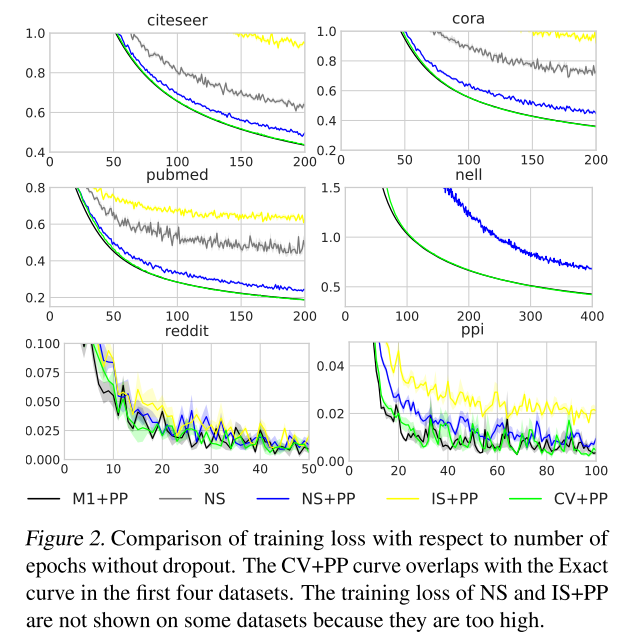 citeseer
cora
1.0
0.8
0.6
0.4
0 50 100 150 200
1.0
0.8
0.6
0.4
0.2
0 50 100 150 200
pubmed
nell
0.8
0.6
0.4
0.2
0 50 100 150 200
1.5
1.0
0.5
0 100 200 300 400
reddit
ppi
0.100
0.075
0.050
0.025
0.000
0 10 20 30 40 50
0.04
0.02
0.00
0 20 40 60 80 100
M1+PP NS NS+PP IS+PP CV+PP
Figure 2. Comparison of training loss with respect to number of
epochs without dropout. The CV+PP curve overlaps with the Exact
curve in the first four datasets. The training loss of NS and IS+PP
are not shown on some datasets because they are too high.